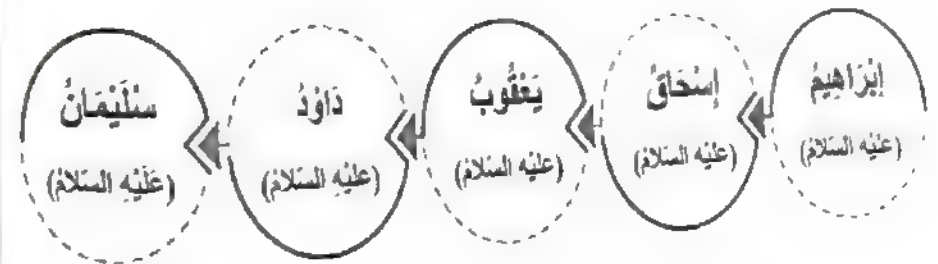 إِبْرَاهِيمُ
(عَلَيْهِ السَّلَامُ)
إِسْحَاقُ
(عَلَيْهِ السَّلَامُ)
يَعْقُوبُ
(عَلَيْهِ السَّلَامُ)
دَاوُدُ
(عَلَيْهِ السَّلَامُ)
سُلَيْمَانُ
(عَلَيْهِ السَّلَامُ)